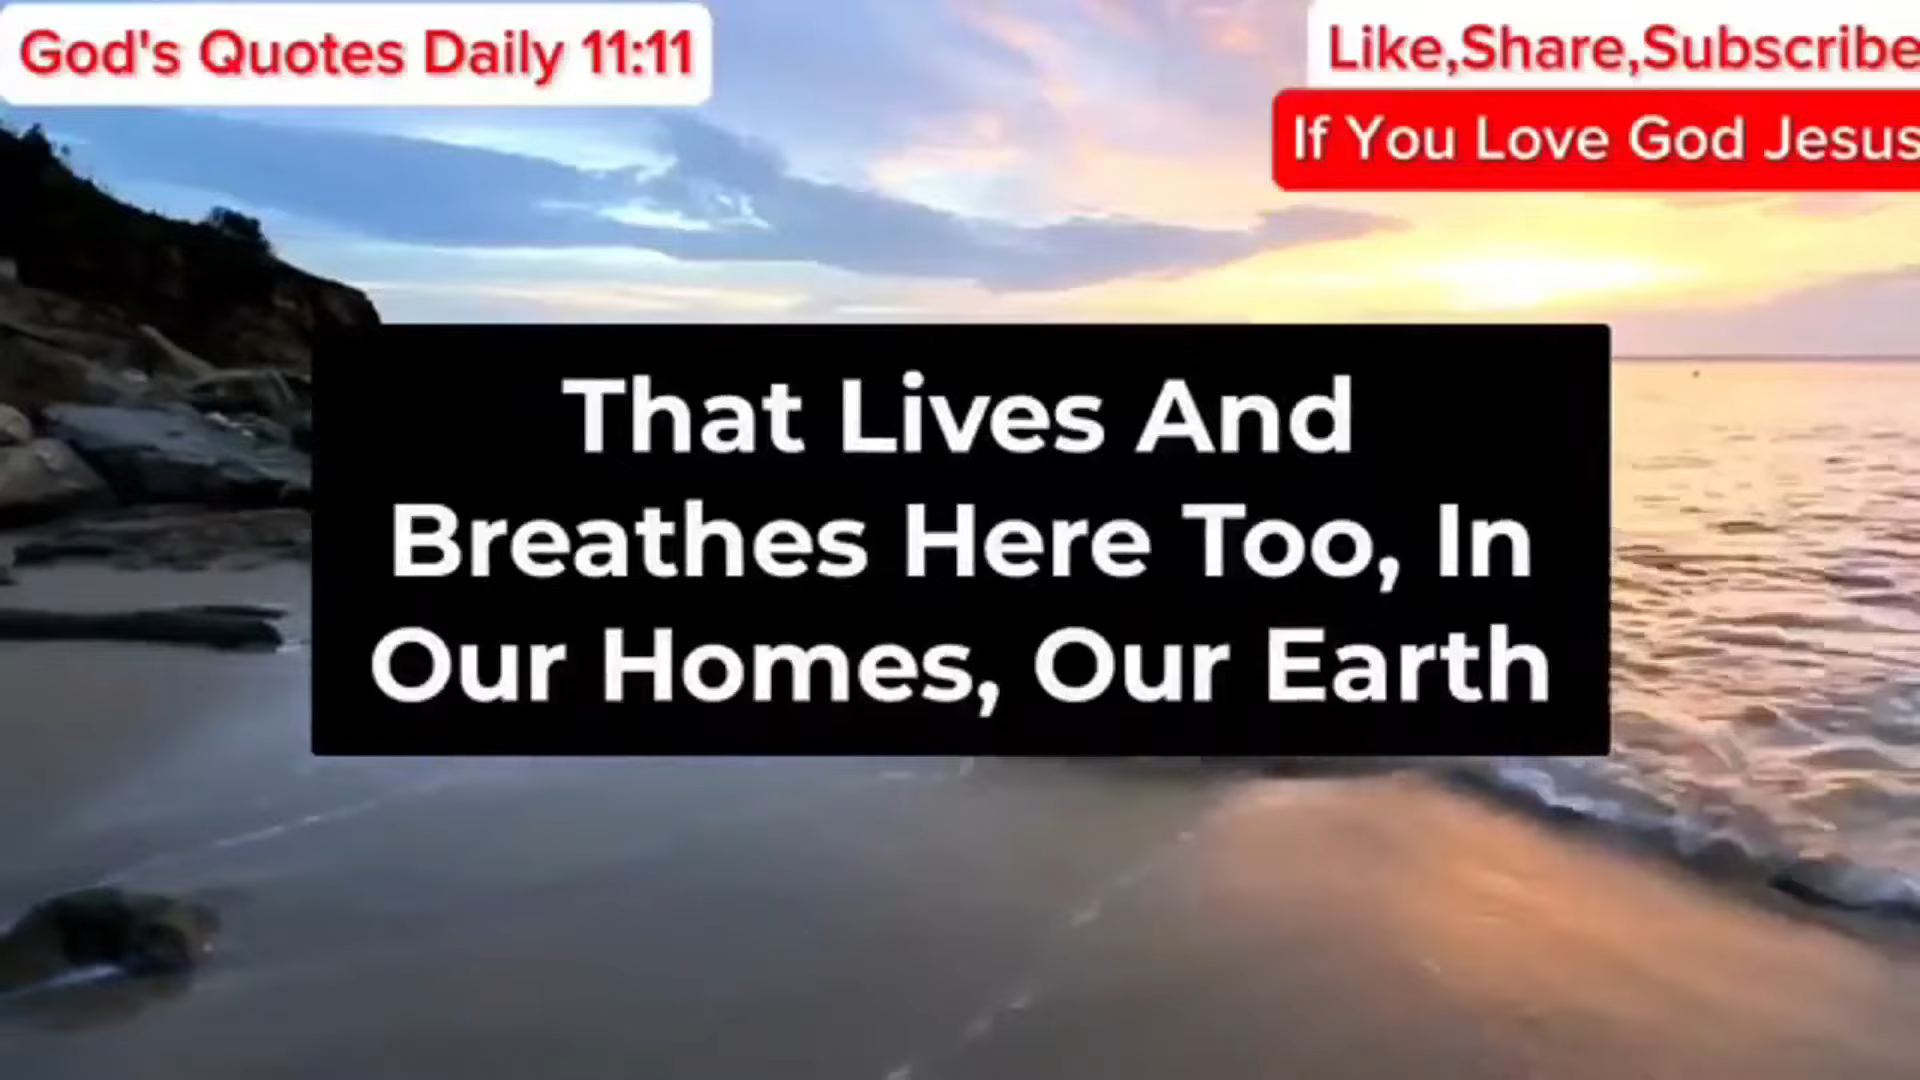 God's Quotes Daily 11:11
Like,Share,Subscribe
If You Love God Jesus
That Lives And
Breathes Here Too, In
Our Homes, Our Earth